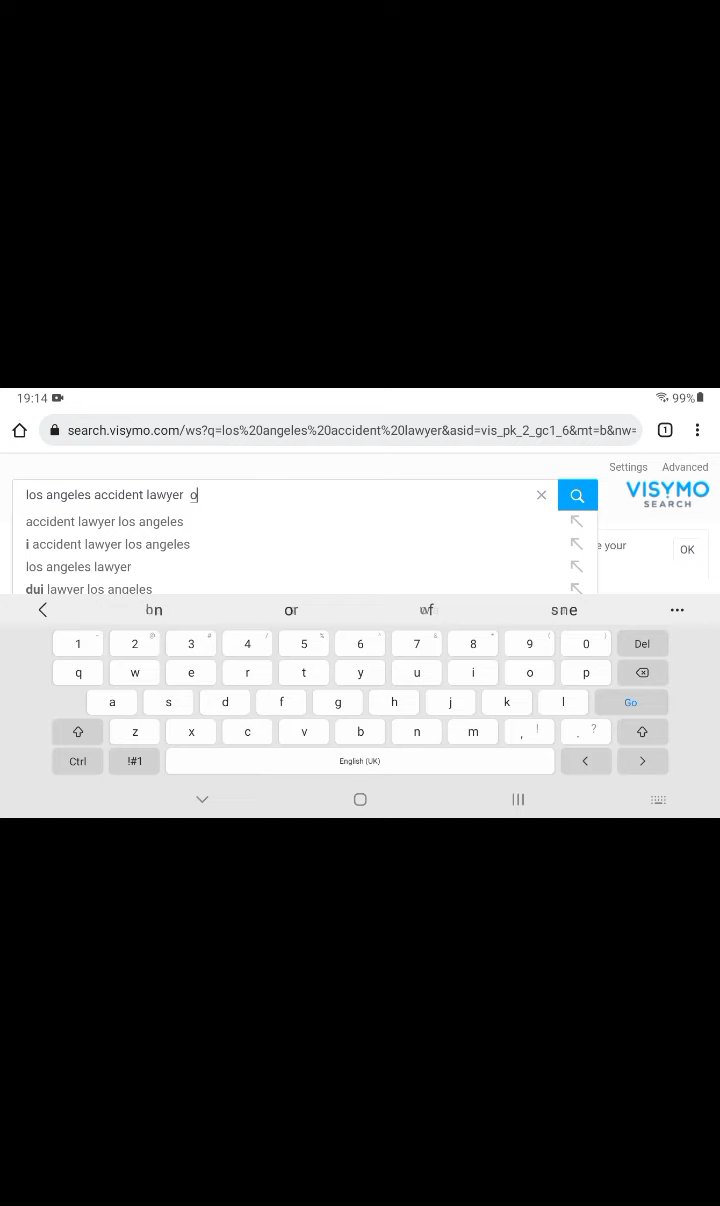 19:14 99%
search.visymo.com/ws?q=los%20angeles%20accident%20lawyer&asid=vis_pk_2_gc1_6&mt=b&nw=
1
Settings Advanced
los angeles accident lawyer o
VISYMO
SEARCH
accident lawyer los angeles
i accident lawyer los angeles
e your
OK
los angeles lawyer
dui lawyer los angeles
or
1 2 3 4 5 6 7 8 9 0 Del
q w e r t y u i o p
a s d f g h j k l Go
z x c v b n m , ! . ?
Ctrl !#1 English (UK) < >